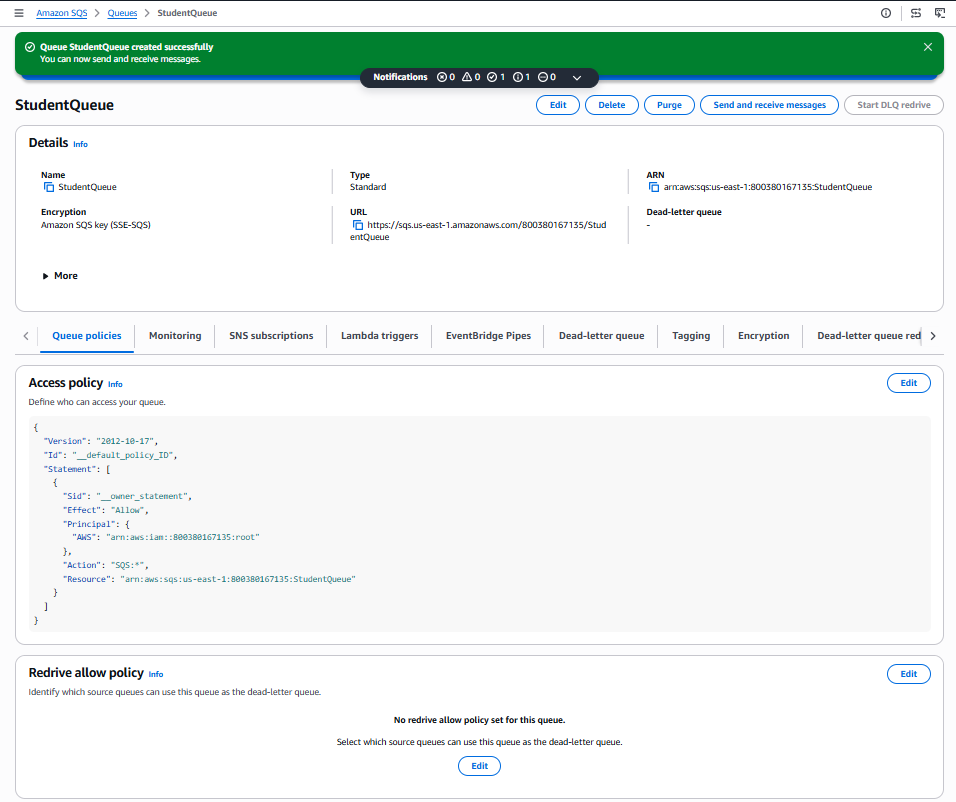 Amazon SQS > Queues > StudentQueue
Queue StudentQueue created successfully
You can now send and receive messages.
Notifications 0 0 1 1 0
StudentQueue
Edit Delete Purge Send and receive messages Start DLQ redrive
Details Info
Name
StudentQueue
Type
Standard
ARN
arn:aws:sqs:us-east-1:800380167135:StudentQueue
Encryption
Amazon SQS key (SSE-SQS)
URL
https://sqs.us-east-1.amazonaws.com/800380167135/Stud
entQueue
Dead-letter queue
-
More
Queue policies Monitoring SNS subscriptions Lambda triggers EventBridge Pipes Dead-letter queue Tagging Encryption Dead-letter queue red
Access policy Info
Edit
Define who can access your queue.
{
  "Version": "2012-10-17",
  "Id": "__default_policy_ID",
  "Statement": [
    {
      "Sid": "__owner_statement",
      "Effect": "Allow",
      "Principal": {
        "AWS": "arn:aws:iam::800380167135:root"
      },
      "Action": "SQS:*",
      "Resource": "arn:aws:sqs:us-east-1:800380167135:StudentQueue"
    }
  ]
}
Redrive allow policy Info
Edit
Identify which source queues can use this queue as the dead-letter queue.
No redrive allow policy set for this queue.
Select which source queues can use this queue as the dead-letter queue.
Edit